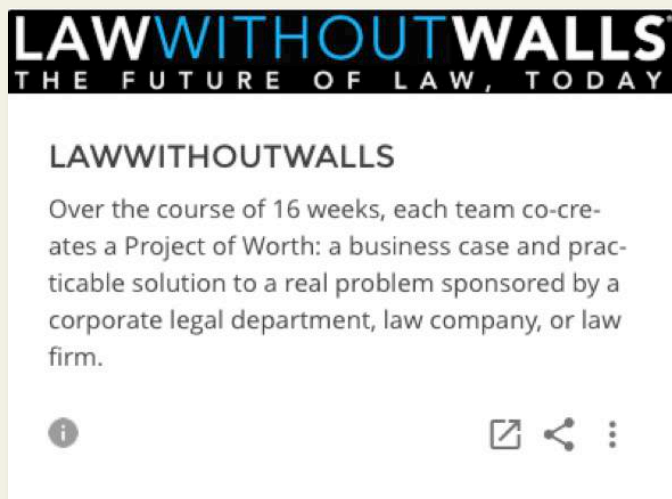 LAWWITHOUTWALLS
THE FUTURE OF LAW, TODAY
LAWWITHOUTWALLS
Over the course of 16 weeks, each team co-cre-
ates a Project of Worth: a business case and prac-
ticable solution to a real problem sponsored by a
corporate legal department, law company, or law
firm.